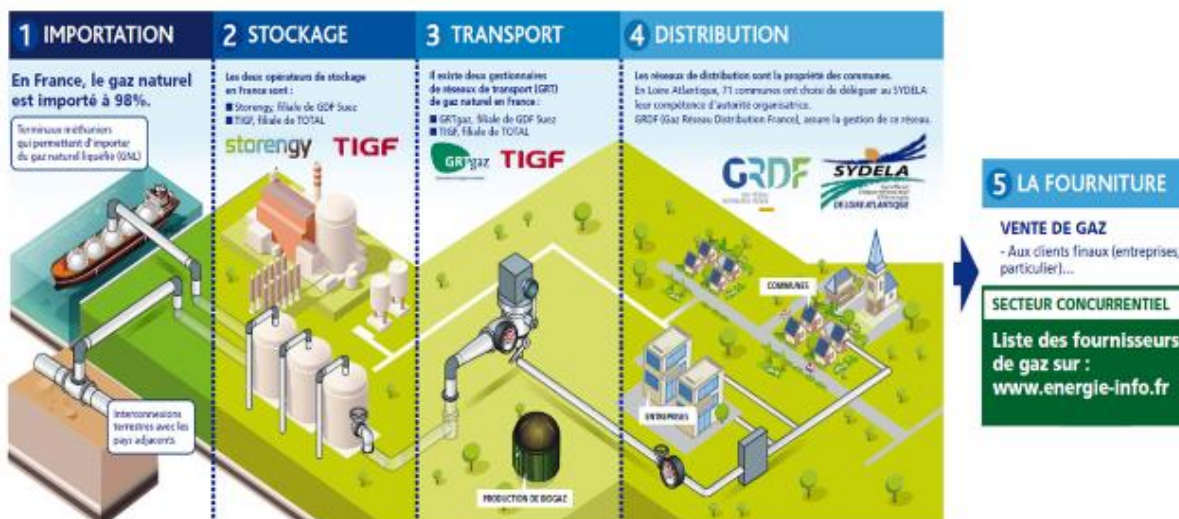 1 IMPORTATION
En France, le gaz naturel
est importé à 98%.
Terminaux méthaniers
qui permettent d'importer
du gaz naturel liquéfié (GNL)
Interconnexions
terrestres avec les
pays adjacents
2 STOCKAGE
Les deux opérateurs de stockage
en France sont :
■ Storengy, filiale de GDF Suez
■ TIGF, filiale de TOTAL
storengy TIGF
3 TRANSPORT
Il existe deux gestionnaires
de réseaux de transport (GRT)
de gaz naturel en France :
■ GRTgaz, filiale de GDF Suez
■ TIGF, filiale de TOTAL
GRTgaz TIGF
PRODUCTION DE BIOGAZ
4 DISTRIBUTION
Les réseaux de distribution sont la propriété des communes.
En Loire Atlantique, 71 communes ont choisi de déléguer au SYDELA
leur compétence d'autorité organisatrice.
GRDF (Gaz Réseau Distribution France), assure la gestion de ce réseau.
GRDF
SYDELA
DE LOIRE ATLANTIQUE
COMMUNES
ENTREPRISES
5 LA FOURNITURE
VENTE DE GAZ
- Aux clients finaux (entreprises,
particulier)...
SECTEUR CONCURRENTIEL
Liste des fournisseurs
de gaz sur :
www.energie-info.fr